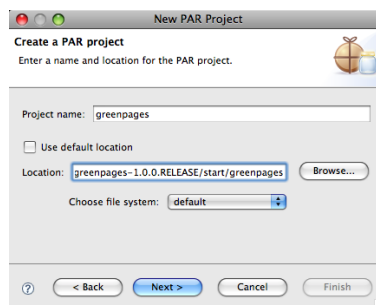 New PAR Project
Create a PAR project
Enter a name and location for the PAR project.
Project name: greenpages
Use default location
Location: greenpages-1.0.0.RELEASE/start/greenpages Browse...
Choose file system: default
? < Back Next > Cancel Finish